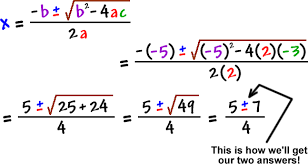 x = -b ± √b² - 4ac / 2a
= -(-5) ± √(-5)² - 4(2)(-3) / 2(2)
= 5 ± √25 + 24 / 4 = 5 ± √49 / 4 = 5 ± 7 / 4
This is how we'll get
our two answers!